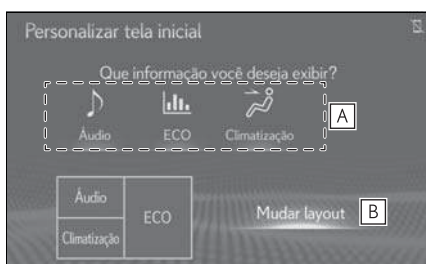 Personalizar tela inicial
Que informação você deseja exibir?
Áudio ECO Climatização
A
Áudio
Climatização
ECO
Mudar layout
B